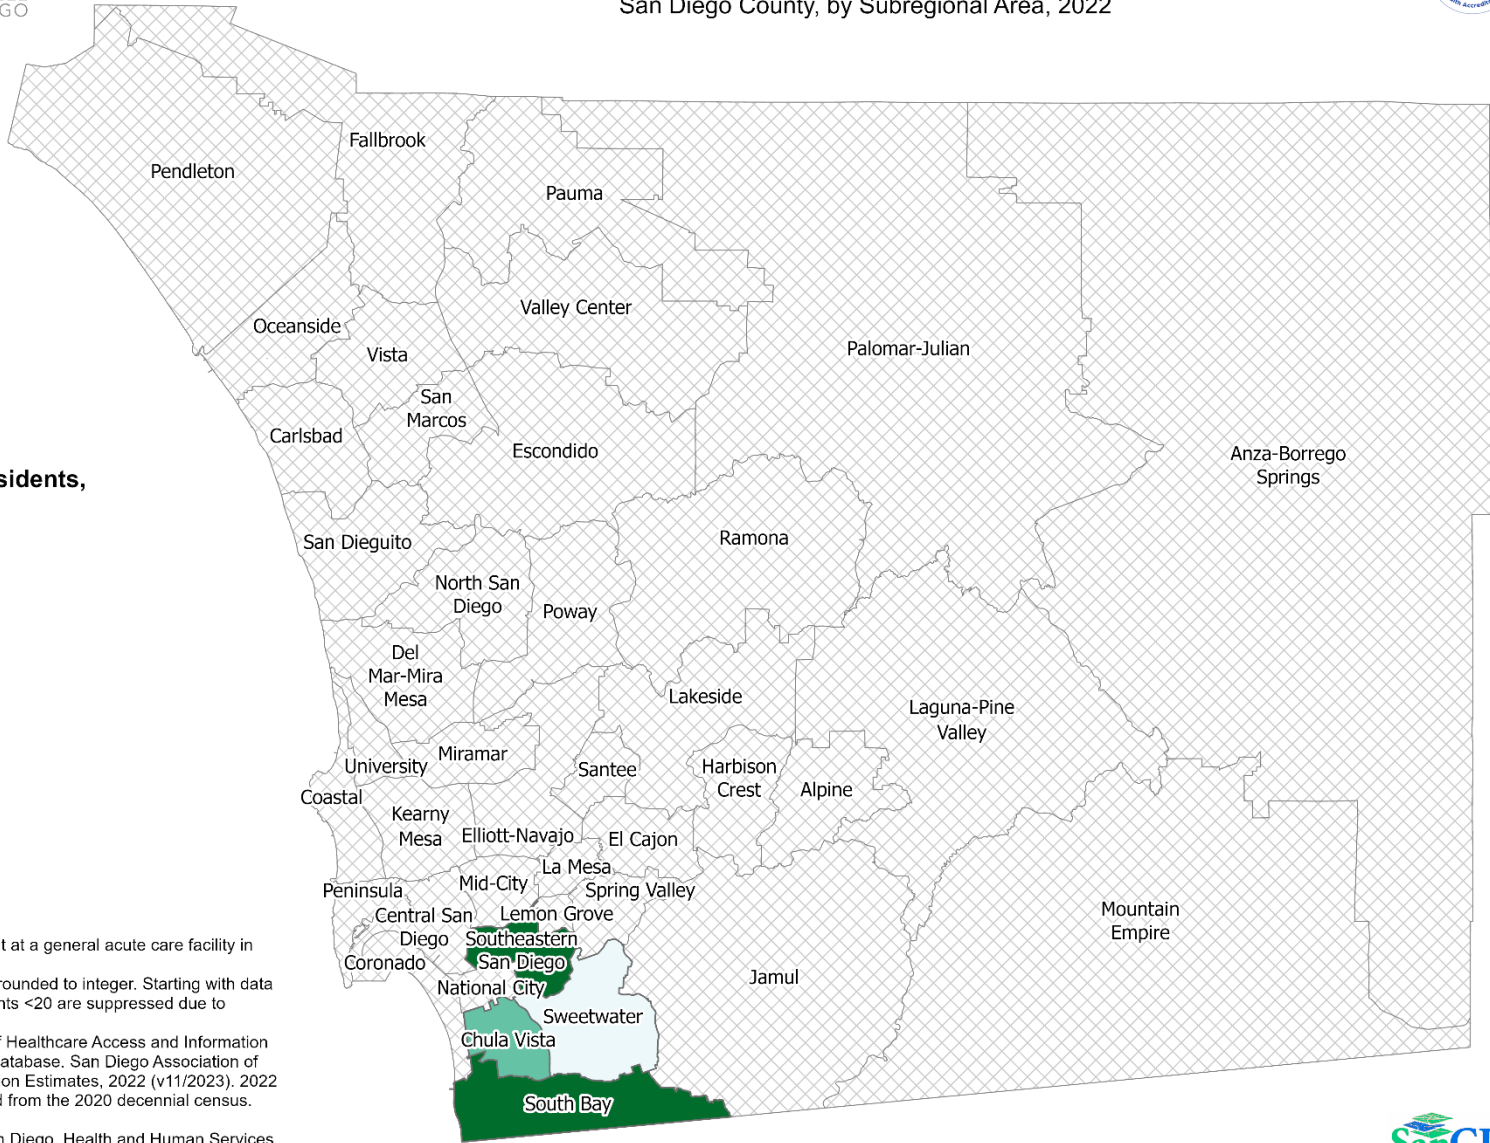 GO
San Diego County, by Subregional Area, 2022
Fallbrook
Pendleton
Pauma
Valley Center
Oceanside
Vista
Palomar-Julian
San
Marcos
Carlsbad
Escondido
Anza-Borrego
Springs
sidents,
San Dieguito
Ramona
North San
Diego
Poway
Del
Mar-Mira
Mesa
Lakeside
Laguna-Pine
Valley
Miramar
University
Santee
Harbison
Crest
Alpine
Coastal
Kearny
Mesa
Elliott-Navajo
El Cajon
La Mesa
Mid-City
Peninsula
Spring Valley
Central San
Diego
Lemon Grove
Mountain
Empire
Southeastern
San Diego
Coronado
Jamul
National City
Sweetwater
Chula Vista
South Bay
t at a general acute care facility in
ounded to integer. Starting with data
nts <20 are suppressed due to
f Healthcare Access and Information
atabase. San Diego Association of
on Estimates, 2022 (v11/2023). 2022
d from the 2020 decennial census.
n Diego, Health and Human Services